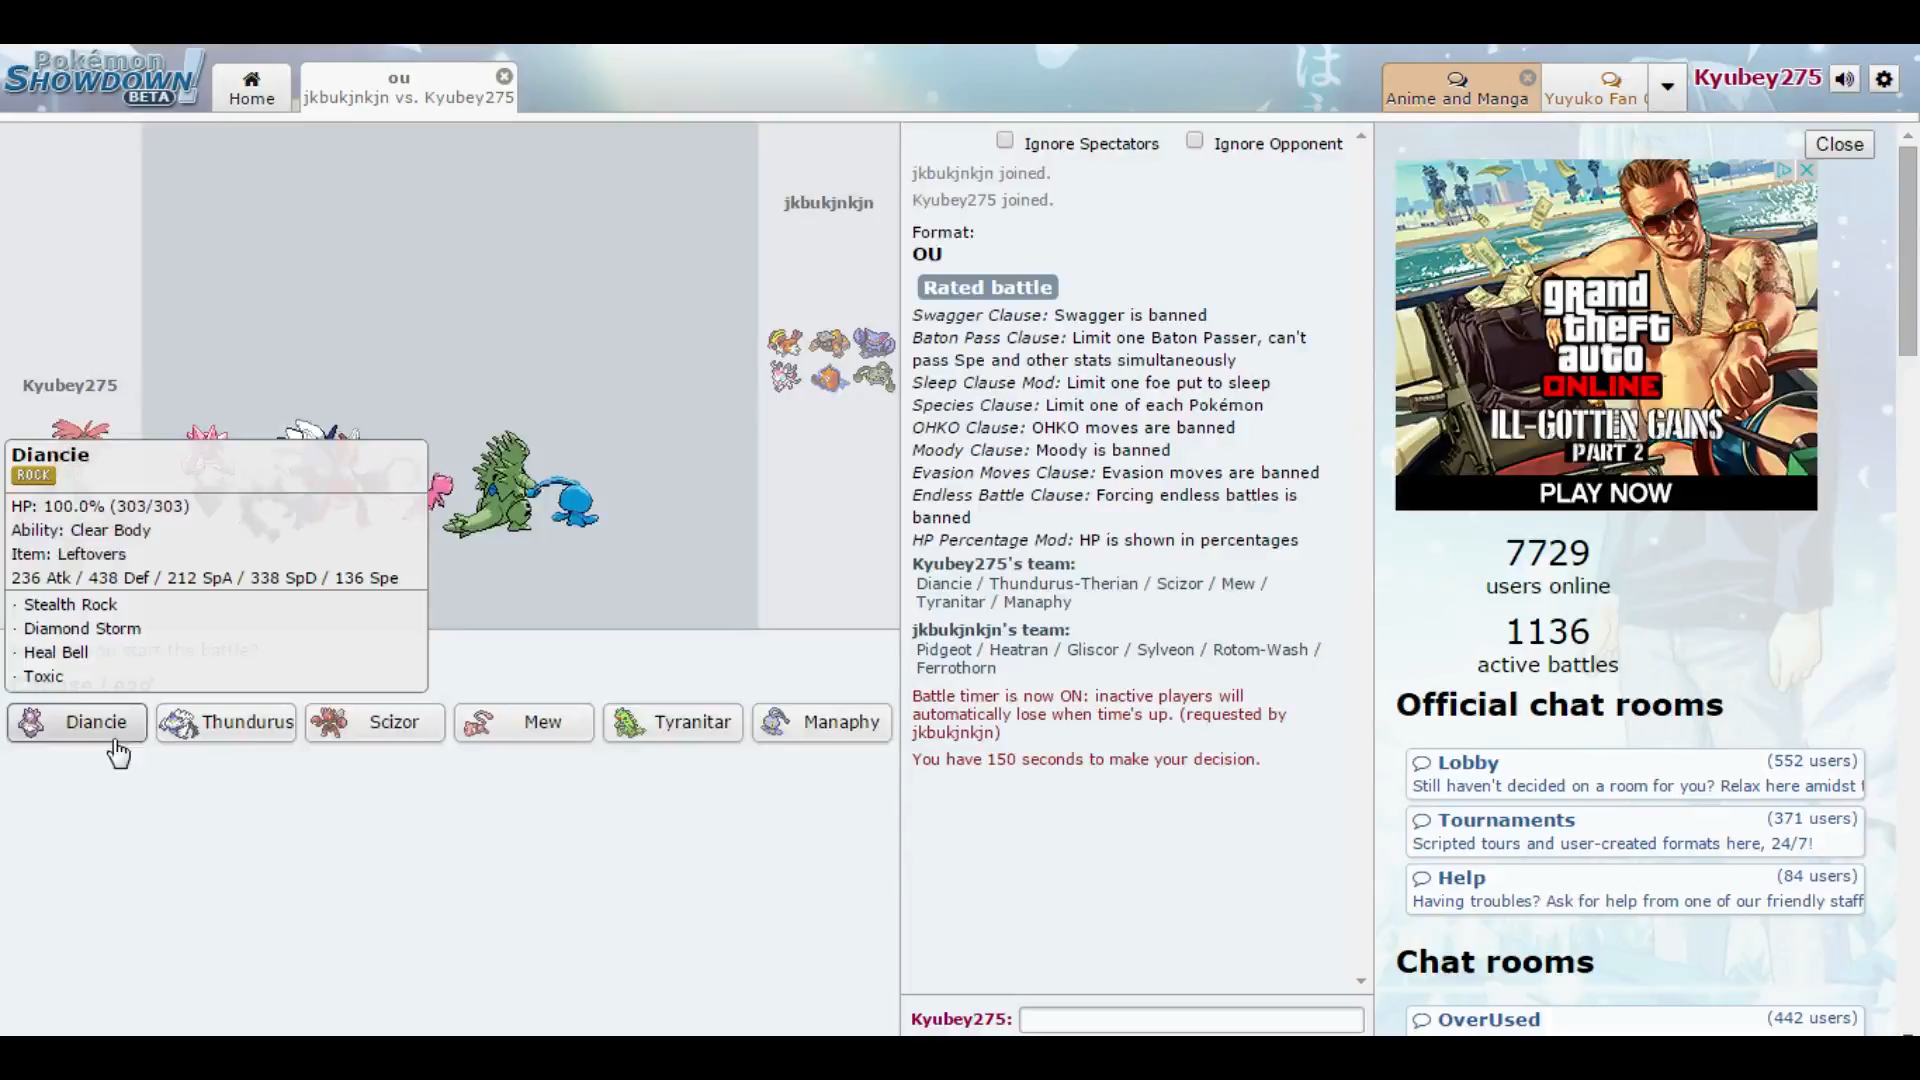 Pokémon
SHOWDOWN!
BETA
Home
ou
jkbukjnkjn vs. Kyubey275
Anime and Manga
Yuyuko Fan
Kyubey275
jkbukjnkjn
Kyubey275
Diancie
ROCK
HP: 100.0% (303/303)
Ability: Clear Body
Item: Leftovers
236 Atk / 438 Def / 212 SpA / 338 SpD / 136 Spe
· Stealth Rock
· Diamond Storm
· Heal Bell
· Toxic
start the battle?
Lead
Diancie
Thundurus
Scizor
Mew
Tyranitar
Manaphy
Ignore Spectators
Ignore Opponent
jkbukjnkjn joined.
Kyubey275 joined.
Format:
OU
Rated battle
Swagger Clause: Swagger is banned
Baton Pass Clause: Limit one Baton Passer, can't
pass Spe and other stats simultaneously
Sleep Clause Mod: Limit one foe put to sleep
Species Clause: Limit one of each Pokémon
OHKO Clause: OHKO moves are banned
Moody Clause: Moody is banned
Evasion Moves Clause: Evasion moves are banned
Endless Battle Clause: Forcing endless battles is
banned
HP Percentage Mod: HP is shown in percentages
Kyubey275's team:
Diancie / Thundurus-Therian / Scizor / Mew /
Tyranitar / Manaphy
jkbukjnkjn's team:
Pidgeot / Heatran / Gliscor / Sylveon / Rotom-Wash /
Ferrothorn
Battle timer is now ON: inactive players will
automatically lose when time's up. (requested by
jkbukjnkjn)
You have 150 seconds to make your decision.
Kyubey275:
Close
grand
theft
auto
ONLINE
ILL-GOTTEN GAINS
PART 2
PLAY NOW
7729
users online
1136
active battles
Official chat rooms
Lobby
(552 users)
Still haven't decided on a room for you? Relax here amidst
Tournaments
(371 users)
Scripted tours and user-created formats here, 24/7!
Help
(84 users)
Having troubles? Ask for help from one of our friendly staff
Chat rooms
OverUsed
(442 users)